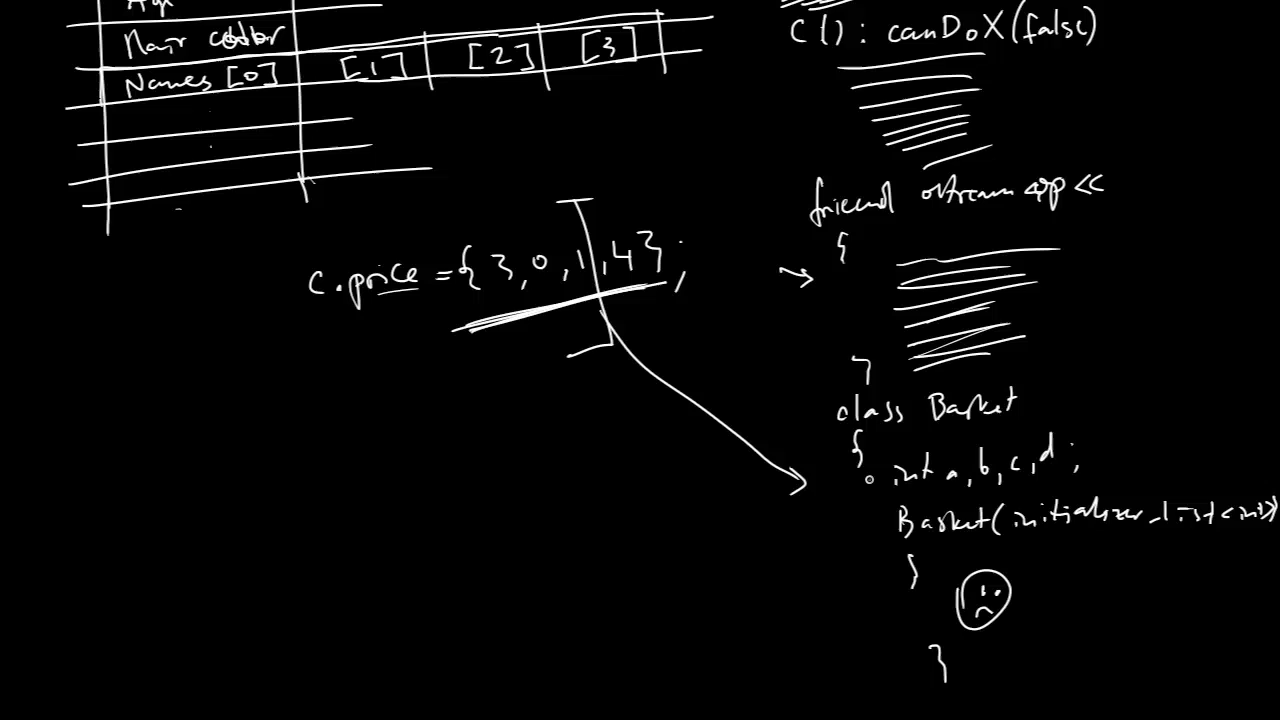 Hair color
Names [0] [1] [2] [3]
c.price = { 3, 0, 1, 4 };
C(): canDoX(false)
friend ostream &op <<
{
}
class Basket
{
int a, b, c, d;
Basket(initializer_list<int>)
}
}